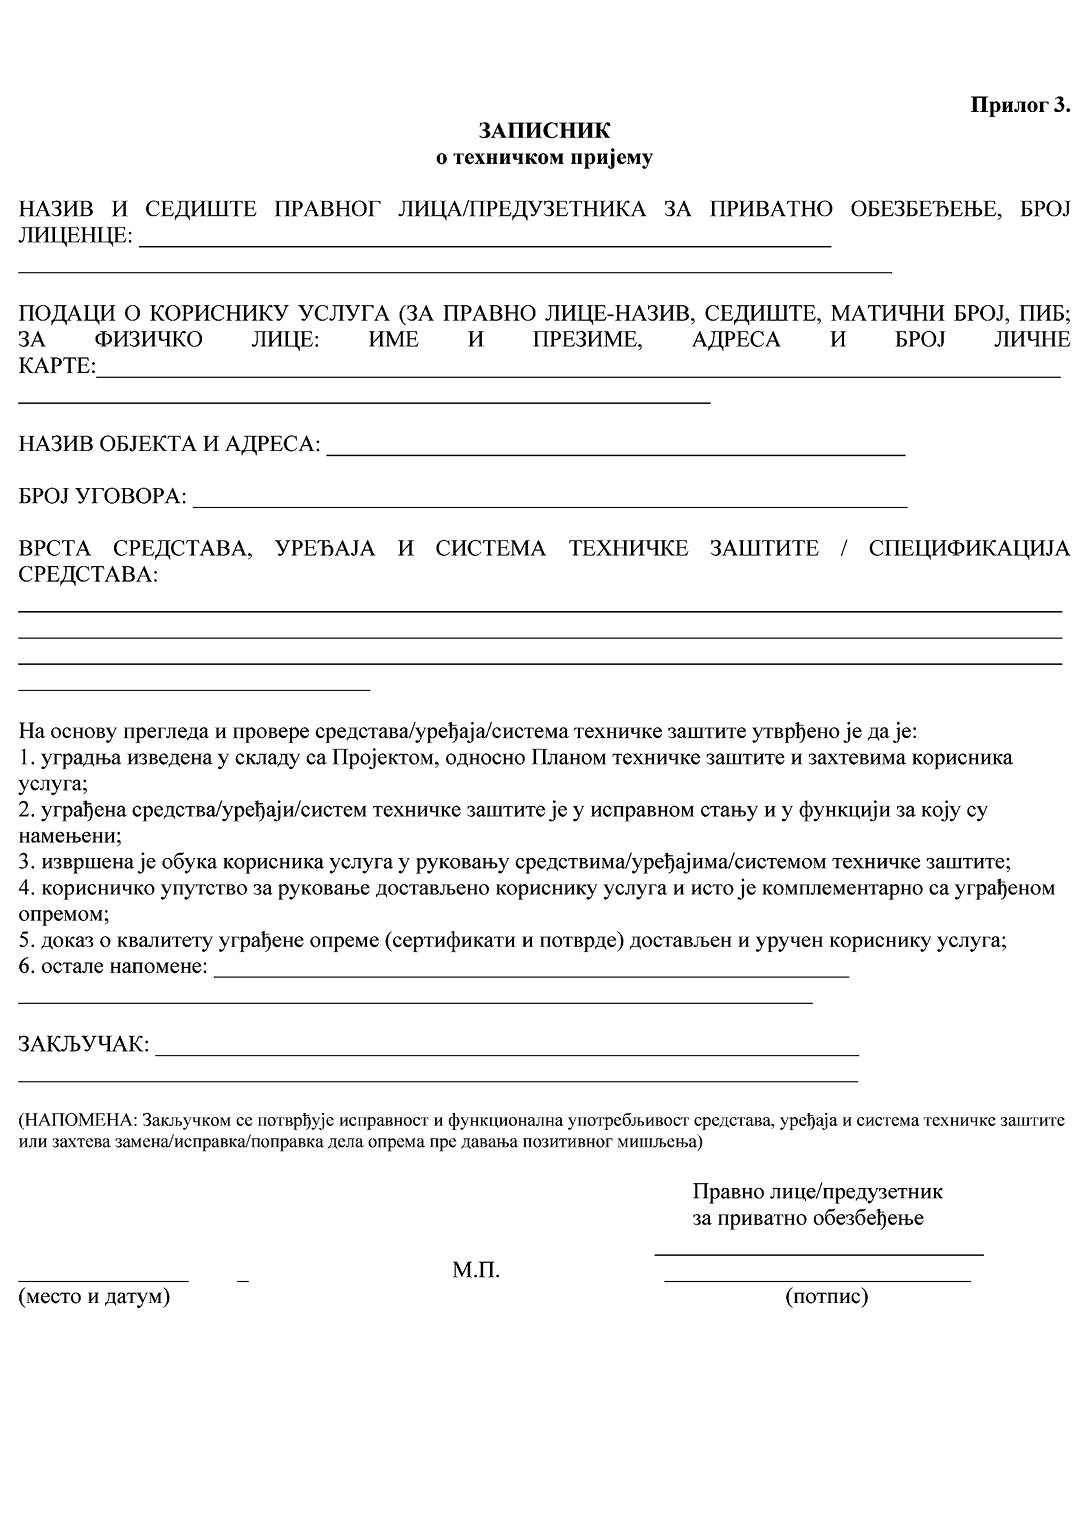 Прилог 3.
ЗАПИСНИК
о техничком пријему
НАЗИВ И СЕДИШТЕ ПРАВНОГ ЛИЦА/ПРЕДУЗЕТНИКА ЗА ПРИВАТНО ОБЕЗБЕЂЕЊЕ, БРОЈ
ЛИЦЕНЦЕ:
ПОДАЦИ О КОРИСНИКУ УСЛУГА (ЗА ПРАВНО ЛИЦЕ-НАЗИВ, СЕДИШТЕ, МАТИЧНИ БРОЈ, ПИБ;
ЗА ФИЗИЧКО ЛИЦЕ: ИМЕ И ПРЕЗИМЕ, АДРЕСА И БРОЈ ЛИЧНЕ
КАРТЕ:
НАЗИВ ОБЈЕКТА И АДРЕСА:
БРОЈ УГОВОРА:
ВРСТА СРЕДСТАВА, УРЕЂАЈА И СИСТЕМА ТЕХНИЧКЕ ЗАШТИТЕ / СПЕЦИФИКАЦИЈА
СРЕДСТАВА:
На основу прегледа и провере средстава/уређаја/система техничке заштите утврђено је да је:
1. уградња изведена у складу са Пројектом, односно Планом техничке заштите и захтевима корисника
услуга;
2. уграђена средства/уређаји/систем техничке заштите је у исправном стању и у функцији за коју су
намењени;
3. извршена је обука корисника услуга у руковању средствима/уређајима/системом техничке заштите;
4. корисничко упутство за руковање достављено кориснику услуга и исто је комплементарно са уграђеном
опремом;
5. доказ о квалитету уграђене опреме (сертификати и потврде) достављен и уручен кориснику услуга;
6. остале напомене:
ЗАКЉУЧАК:
(НАПОМЕНА: Закључком се потврђује исправност и функционална употребљивост средстава, уређаја и система техничке заштите
или захтева замена/исправка/поправка дела опрема пре давања позитивног мишљења)
Правно лице/предузетник
за приватно обезбеђење
М.П.
(место и датум) (потпис)